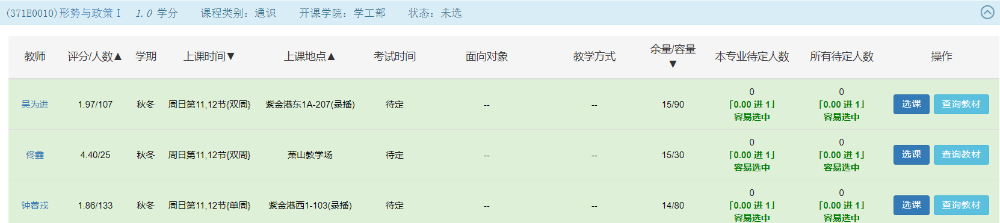 (371E0010)形势与政策Ⅰ 1.0 学分 课程类别：通识 开课学院：学工部 状态：未选
教师 评分/人数▲ 学期 上课时间▼ 上课地点▲ 考试时间 面向对象 教学方式 余量/容量▼ 本专业待定人数 所有待定人数 操作
吴为进 1.97/107 秋冬 周日第11,12节{双周} 紫金港东1A-207(录播) 待定 -- -- 15/90 0 0 选课 查询教材
「0.00 进 1」 「0.00 进 1」
容易选中 容易选中
佟鑫 4.40/25 秋冬 周日第11,12节{双周} 萧山教学场 待定 -- -- 15/30 0 0 选课 查询教材
「0.00 进 1」 「0.00 进 1」
容易选中 容易选中
钟蓉戎 1.86/133 秋冬 周日第11,12节{单周} 紫金港西1-103(录播) 待定 -- -- 14/80 0 0 选课 查询教材
「0.00 进 1」 「0.00 进 1」
容易选中 容易选中